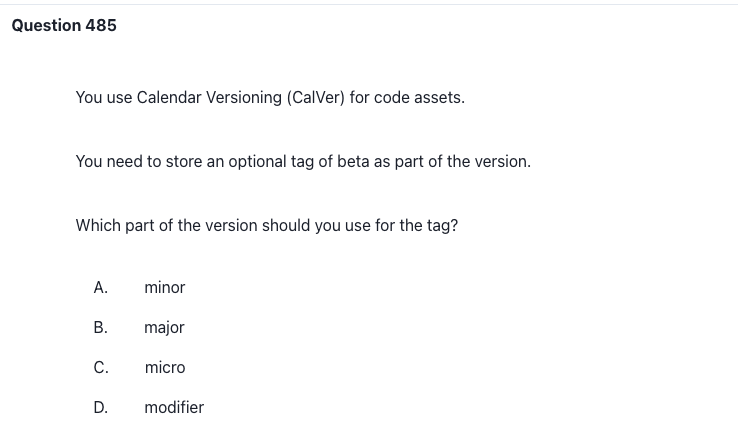 Question 485
You use Calendar Versioning (CalVer) for code assets.
You need to store an optional tag of beta as part of the version.
Which part of the version should you use for the tag?
A. minor
B. major
C. micro
D. modifier